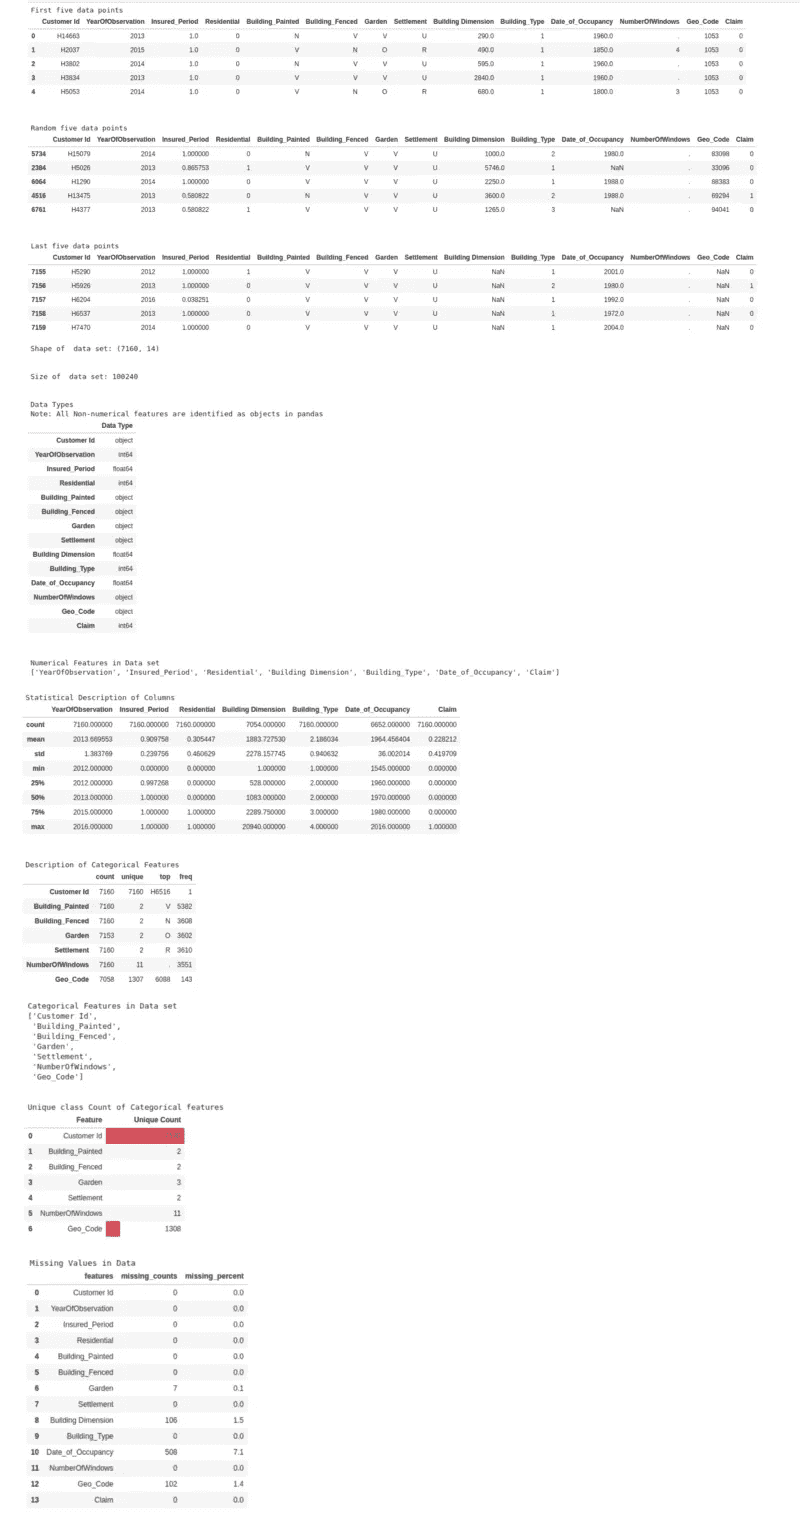 First five data points
Customer Id YearOfObservation Insured_Period Residential Building_Painted Building_Fenced Garden Settlement Building Dimension Building_Type Date_of_Occupancy NumberOfWindows Geo_Code Claim
0 H14663 2013 1.0 0 N V V U 290.0 1 1960.0 . 1053 0
1 H2037 2015 1.0 0 V N O R 490.0 1 1850.0 4 1053 0
2 H3802 2014 1.0 0 N V V U 595.0 1 1960.0 . 1053 0
3 H3834 2013 1.0 0 V V V U 2840.0 1 1960.0 . 1053 0
4 H5053 2014 1.0 0 V N O R 680.0 1 1800.0 3 1053 0
Random five data points
Customer Id YearOfObservation Insured_Period Residential Building_Painted Building_Fenced Garden Settlement Building Dimension Building_Type Date_of_Occupancy NumberOfWindows Geo_Code Claim
5734 H15079 2014 1.000000 0 N V V U 1000.0 2 1980.0 . 83098 0
2384 H5026 2013 0.865753 1 V V V U 5746.0 1 NaN . 33096 0
6064 H1290 2014 1.000000 0 V V V U 2250.0 1 1988.0 . 88383 0
4516 H13475 2013 0.580822 0 N V V U 3600.0 2 1988.0 . 69294 1
6761 H4377 2013 0.580822 1 V V V U 1265.0 3 NaN . 94041 0
Last five data points
Customer Id YearOfObservation Insured_Period Residential Building_Painted Building_Fenced Garden Settlement Building Dimension Building_Type Date_of_Occupancy NumberOfWindows Geo_Code Claim
7155 H5290 2012 1.000000 1 V V V U NaN 1 2001.0 . NaN 0
7156 H5926 2013 1.000000 0 V V V U NaN 2 1980.0 . NaN 1
7157 H6204 2016 0.038251 0 V V V U NaN 1 1992.0 . NaN 0
7158 H6537 2013 1.000000 0 V V V U NaN 1 1972.0 . NaN 0
7159 H7470 2014 1.000000 0 V V V U NaN 1 2004.0 . NaN 0
Shape of data set: (7160, 14)
Size of data set: 100240
Data Types
Note: All Non-numerical features are identified as objects in pandas
Data Type
Customer Id object
YearOfObservation int64
Insured_Period float64
Residential int64
Building_Painted object
Building_Fenced object
Garden object
Settlement object
Building Dimension float64
Building_Type int64
Date_of_Occupancy float64
NumberOfWindows object
Geo_Code object
Claim int64
Numerical Features in Data set
['YearOfObservation', 'Insured_Period', 'Residential', 'Building Dimension', 'Building_Type', 'Date_of_Occupancy', 'Claim']
Statistical Description of Columns
YearOfObservation Insured_Period Residential Building Dimension Building_Type Date_of_Occupancy Claim
count 7160.000000 7160.000000 7160.000000 7054.000000 7160.000000 6652.000000 7160.000000
mean 2013.669553 0.909758 0.305447 1883.727530 2.186034 1964.456404 0.228212
std 1.383769 0.239756 0.460629 2278.157745 0.940632 36.002014 0.419709
min 2012.000000 0.000000 0.000000 1.000000 1.000000 1545.000000 0.000000
25% 2012.000000 0.997268 0.000000 528.000000 2.000000 1960.000000 0.000000
50% 2013.000000 1.000000 0.000000 1083.000000 2.000000 1970.000000 0.000000
75% 2015.000000 1.000000 1.000000 2289.750000 3.000000 1980.000000 0.000000
max 2016.000000 1.000000 1.000000 20940.000000 4.000000 2016.000000 1.000000
Description of Categorical Features
count unique top freq
Customer Id 7160 7160 H6516 1
Building_Painted 7160 2 V 5382
Building_Fenced 7160 2 N 3608
Garden 7153 2 O 3602
Settlement 7160 2 R 3610
NumberOfWindows 7160 11 . 3551
Geo_Code 7058 1307 6088 143
Categorical Features in Data set
['Customer Id',
'Building_Painted',
'Building_Fenced',
'Garden',
'Settlement',
'NumberOfWindows',
'Geo_Code']
Unique class Count of Categorical features
Feature Unique Count
0 Customer Id
1 Building_Painted 2
2 Building_Fenced 2
3 Garden 3
4 Settlement 2
5 NumberOfWindows 11
6 Geo_Code 1308
Missing Values in Data
features missing_counts missing_percent
0 Customer Id 0 0.0
1 YearOfObservation 0 0.0
2 Insured_Period 0 0.0
3 Residential 0 0.0
4 Building_Painted 0 0.0
5 Building_Fenced 0 0.0
6 Garden 7 0.1
7 Settlement 0 0.0
8 Building Dimension 106 1.5
9 Building_Type 0 0.0
10 Date_of_Occupancy 508 7.1
11 NumberOfWindows 0 0.0
12 Geo_Code 102 1.4
13 Claim 0 0.0